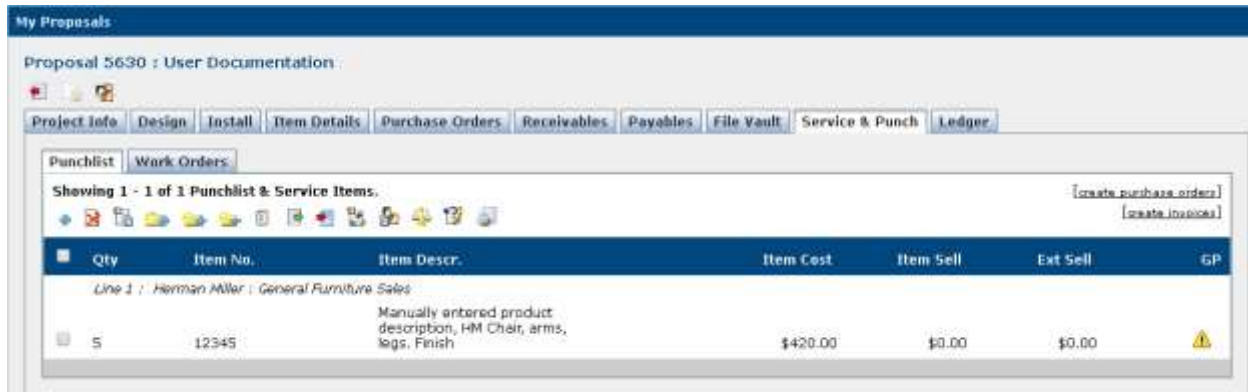 My Proposals
Proposal 5630 : User Documentation
Project Info Design Install Item Details Purchase Orders Receivables Payables File Vault Service & Punch Ledger
Punchlist Work Orders
Showing 1 - 1 of 1 Punchlist & Service Items.
[create purchase orders]
[create invoices]
Qty Item No. Item Descr. Item Cost Item Sell Ext Sell GP
Line 1 : Herman Miller : General Furniture Sales
Manually entered product
description, HM Chair, arms,
5 12345 legs, Finish $420.00 $0.00 $0.00